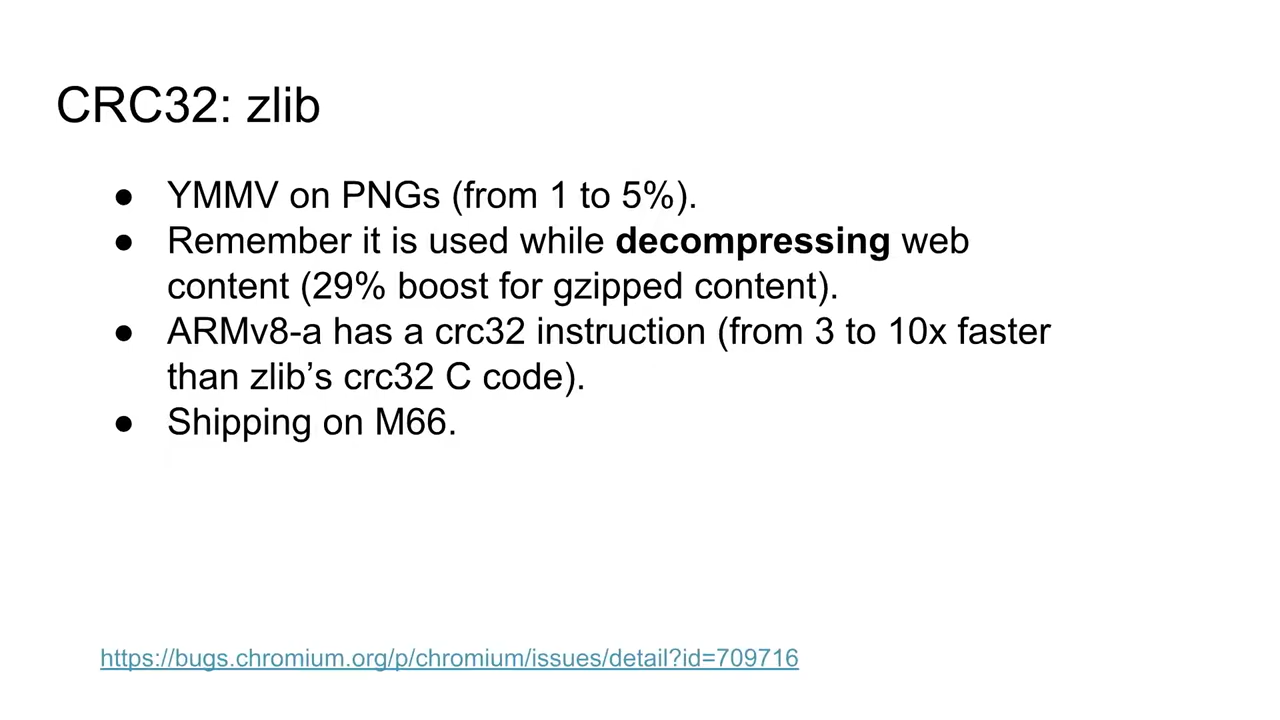 CRC32: zlib
● YMMV on PNGs (from 1 to 5%).
● Remember it is used while decompressing web
content (29% boost for gzipped content).
● ARMv8-a has a crc32 instruction (from 3 to 10x faster
than zlib’s crc32 C code).
● Shipping on M66.
https://bugs.chromium.org/p/chromium/issues/detail?id=709716